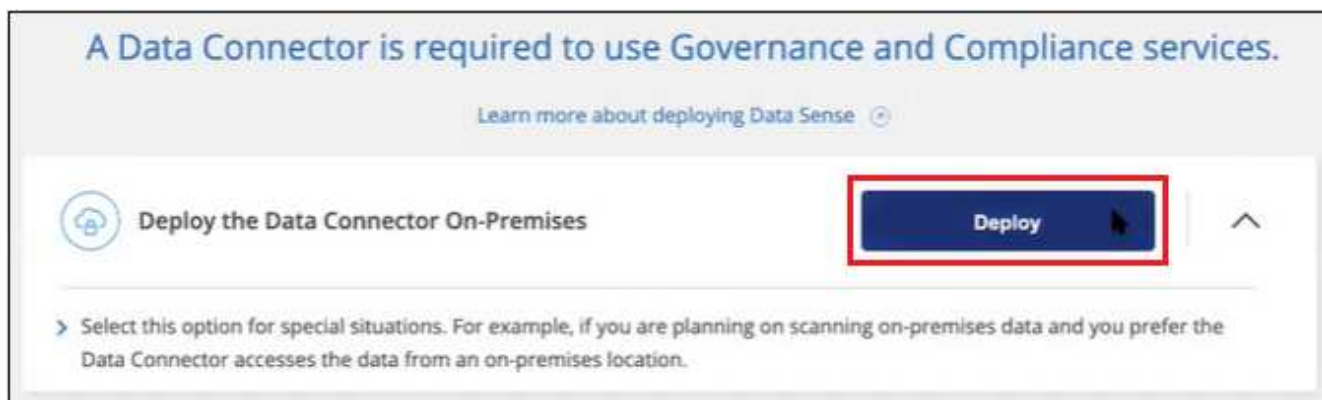 A Data Connector is required to use Governance and Compliance services.
Learn more about deploying Data Sense
Deploy the Data Connector On-Premises
Deploy
Select this option for special situations. For example, if you are planning on scanning on-premises data and you prefer the
Data Connector accesses the data from an on-premises location.